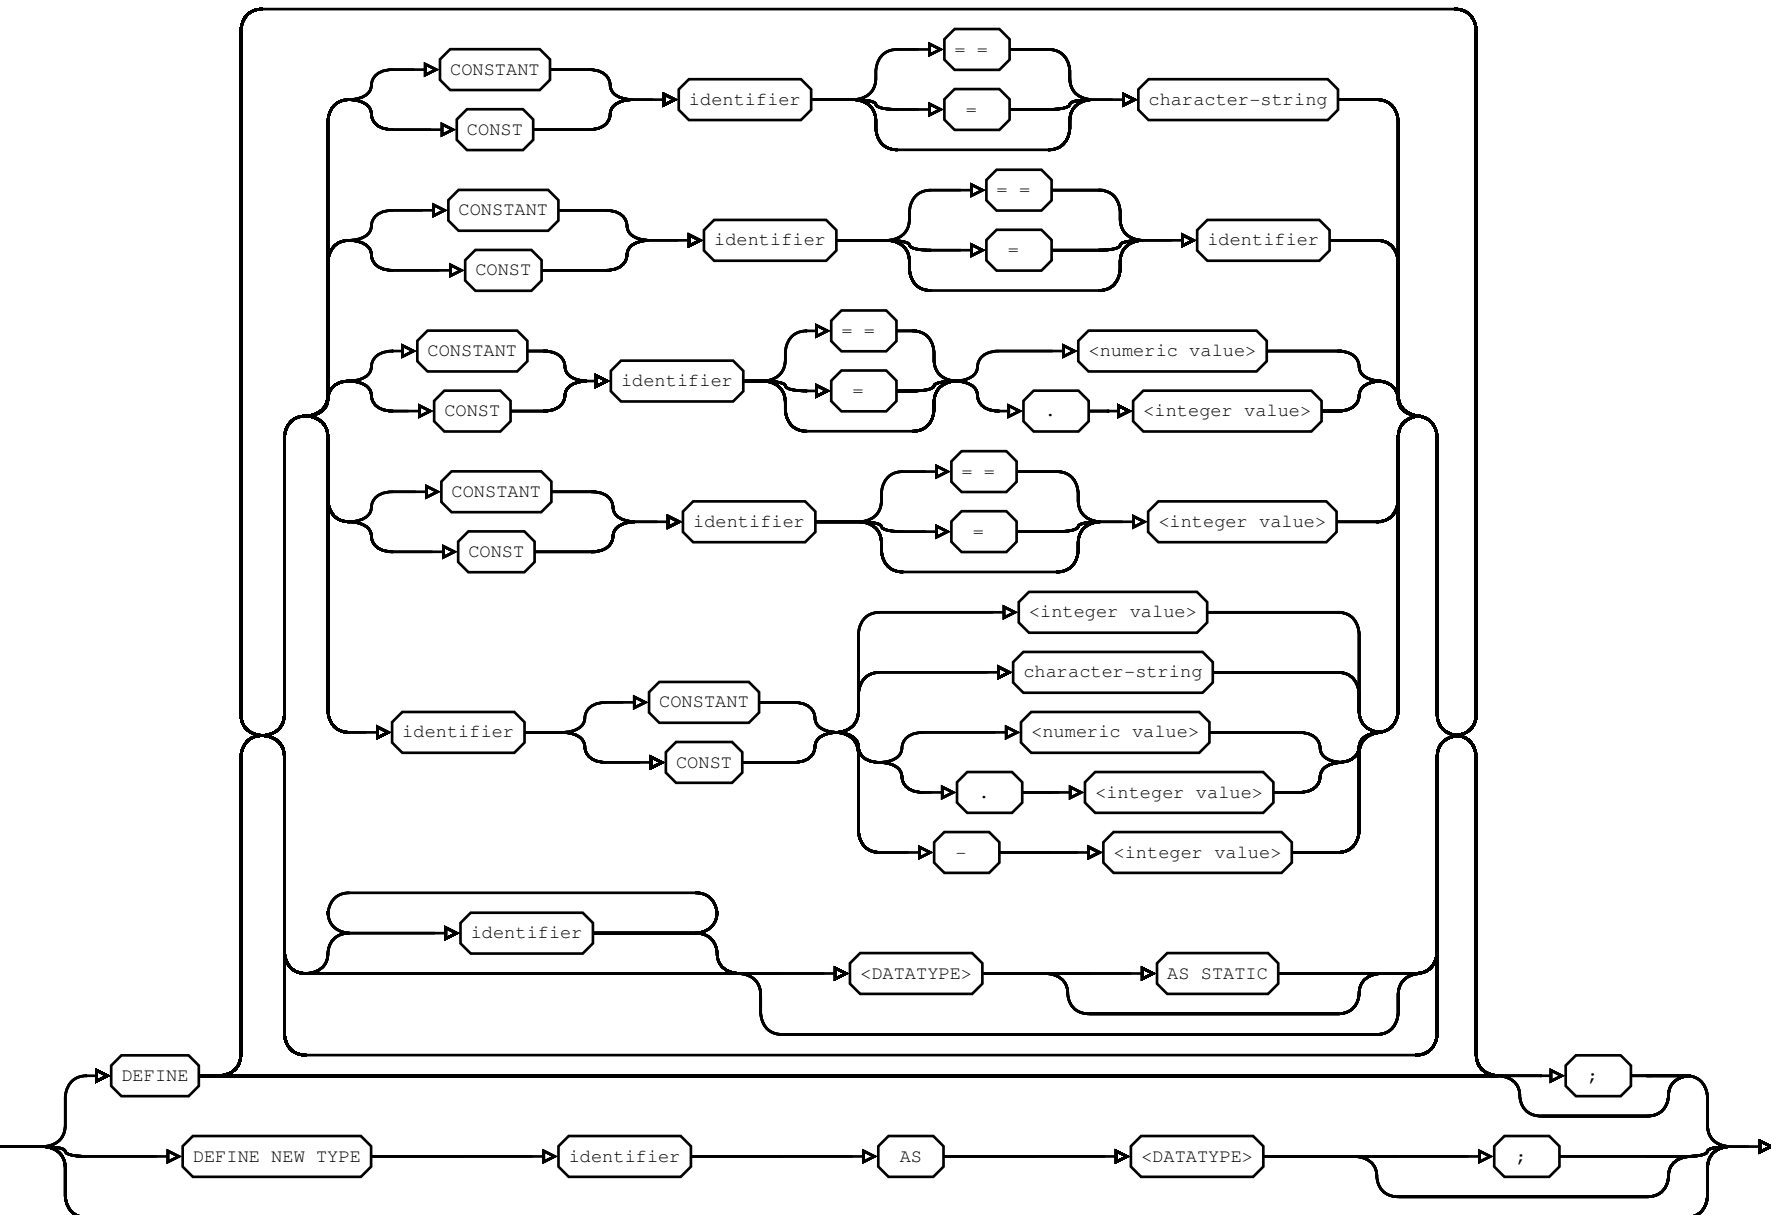 = =
CONSTANT
identifier
character-string
=
CONST
= =
CONSTANT
identifier
identifier
=
CONST
= =
CONSTANT
<numeric value>
identifier
=
CONST
.
<integer value>
= =
CONSTANT
identifier
<integer value>
=
CONST
<integer value>
character-string
CONSTANT
identifier
<numeric value>
CONST
.
<integer value>
-
<integer value>
identifier
<DATATYPE>
AS STATIC
DEFINE
;
DEFINE NEW TYPE
identifier
AS
<DATATYPE>
;